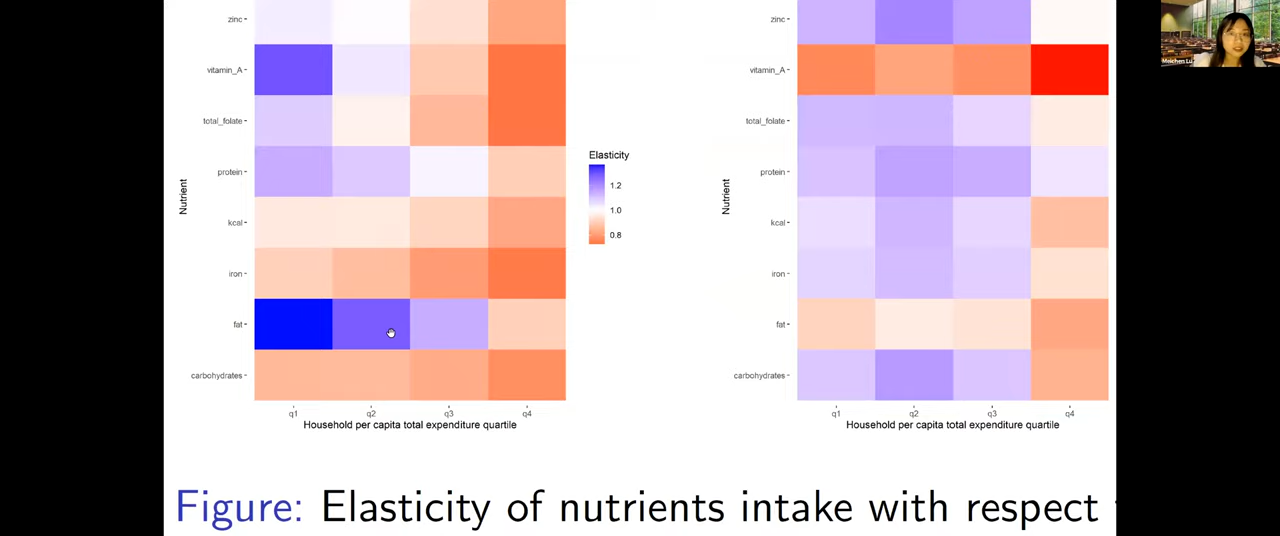 zinc
vitamin_A
total_folate
protein
kcal
iron
fat
carbohydrates
Nutrient
q1 q2 q3 q4
Household per capita total expenditure quartile
Elasticity
1.2
1.0
0.8
zinc
vitamin_A
total_folate
protein
kcal
iron
fat
carbohydrates
Nutrient
q1 q2 q3 q4
Household per capita total expenditure quartile
Figure: Elasticity of nutrients intake with respect
Meichen Lu